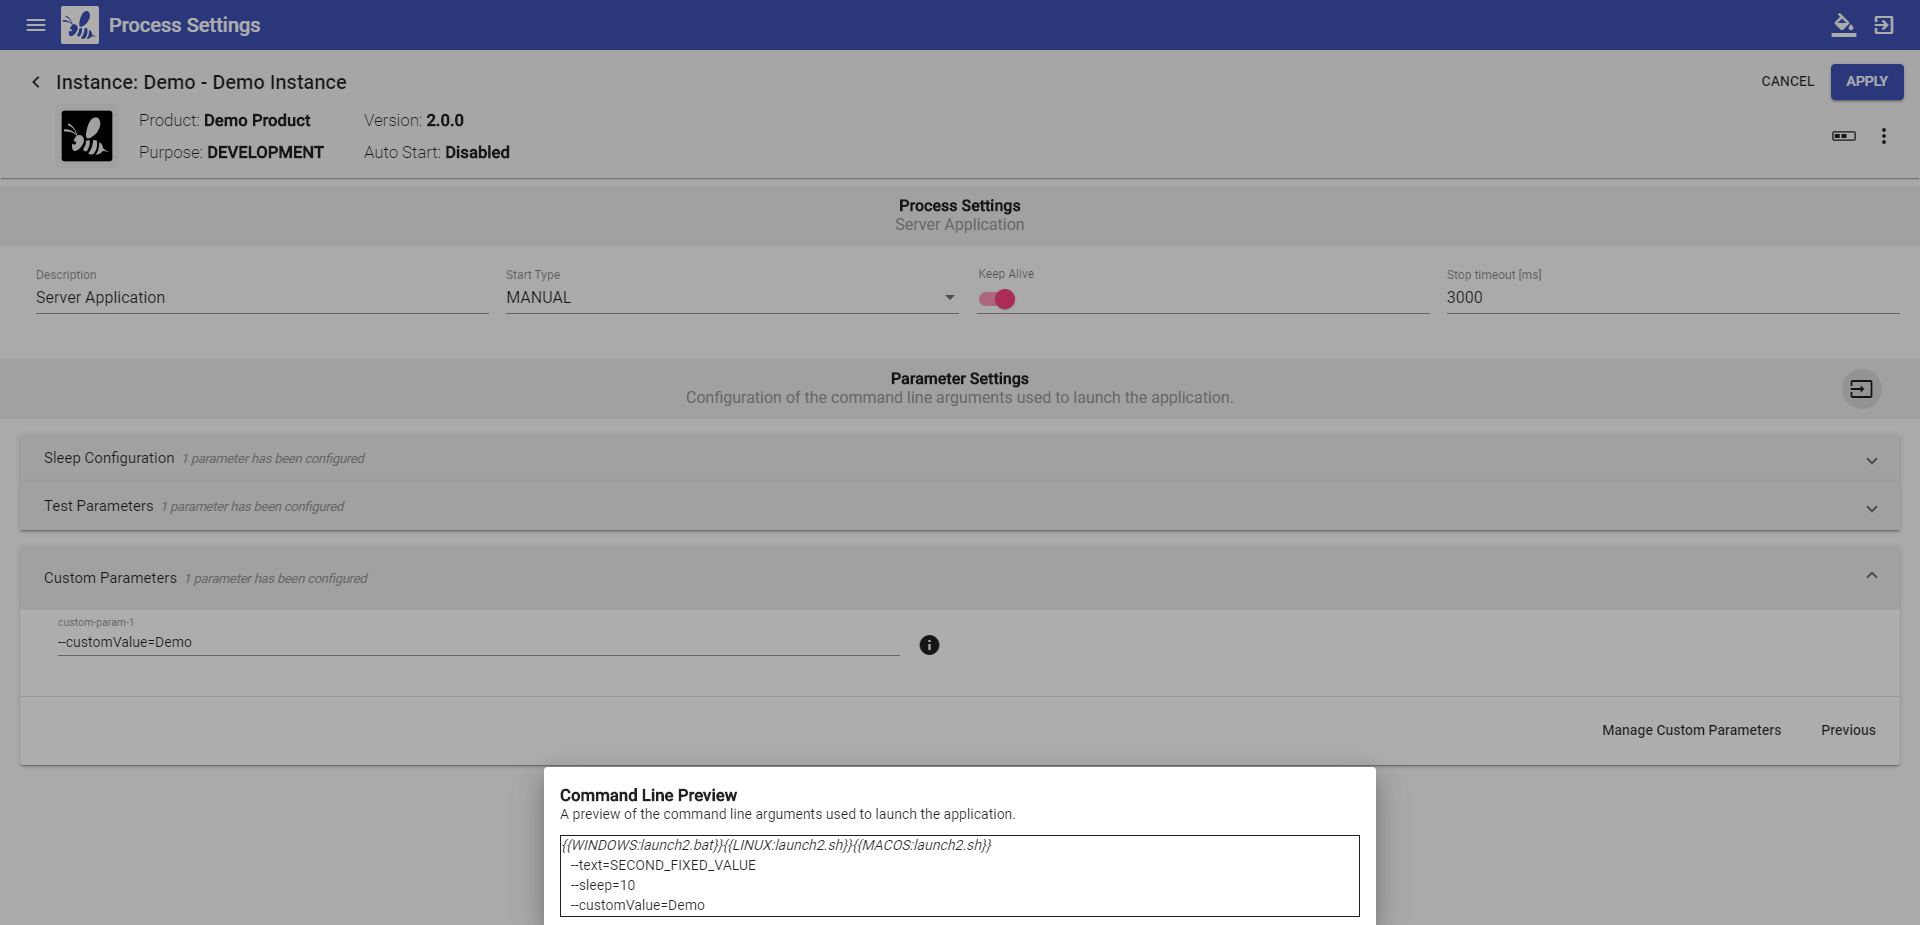 Process Settings
Instance: Demo - Demo Instance
CANCEL
APPLY
Product: Demo Product
Version: 2.0.0
Purpose: DEVELOPMENT
Auto Start: Disabled
Process Settings
Server Application
Description
Start Type
Keep Alive
Stop timeout [ms]
Server Application
MANUAL
3000
Parameter Settings
Configuration of the command line arguments used to launch the application.
Sleep Configuration 1 parameter has been configured
Test Parameters 1 parameter has been configured
Custom Parameters 1 parameter has been configured
custom-param-1
--customValue=Demo
Manage Custom Parameters
Previous
Command Line Preview
A preview of the command line arguments used to launch the application.
{{WINDOWS:launch2.bat}}{{LINUX:launch2.sh}}{{MACOS:launch2.sh}}
--text=SECOND_FIXED_VALUE
--sleep=10
--customValue=Demo